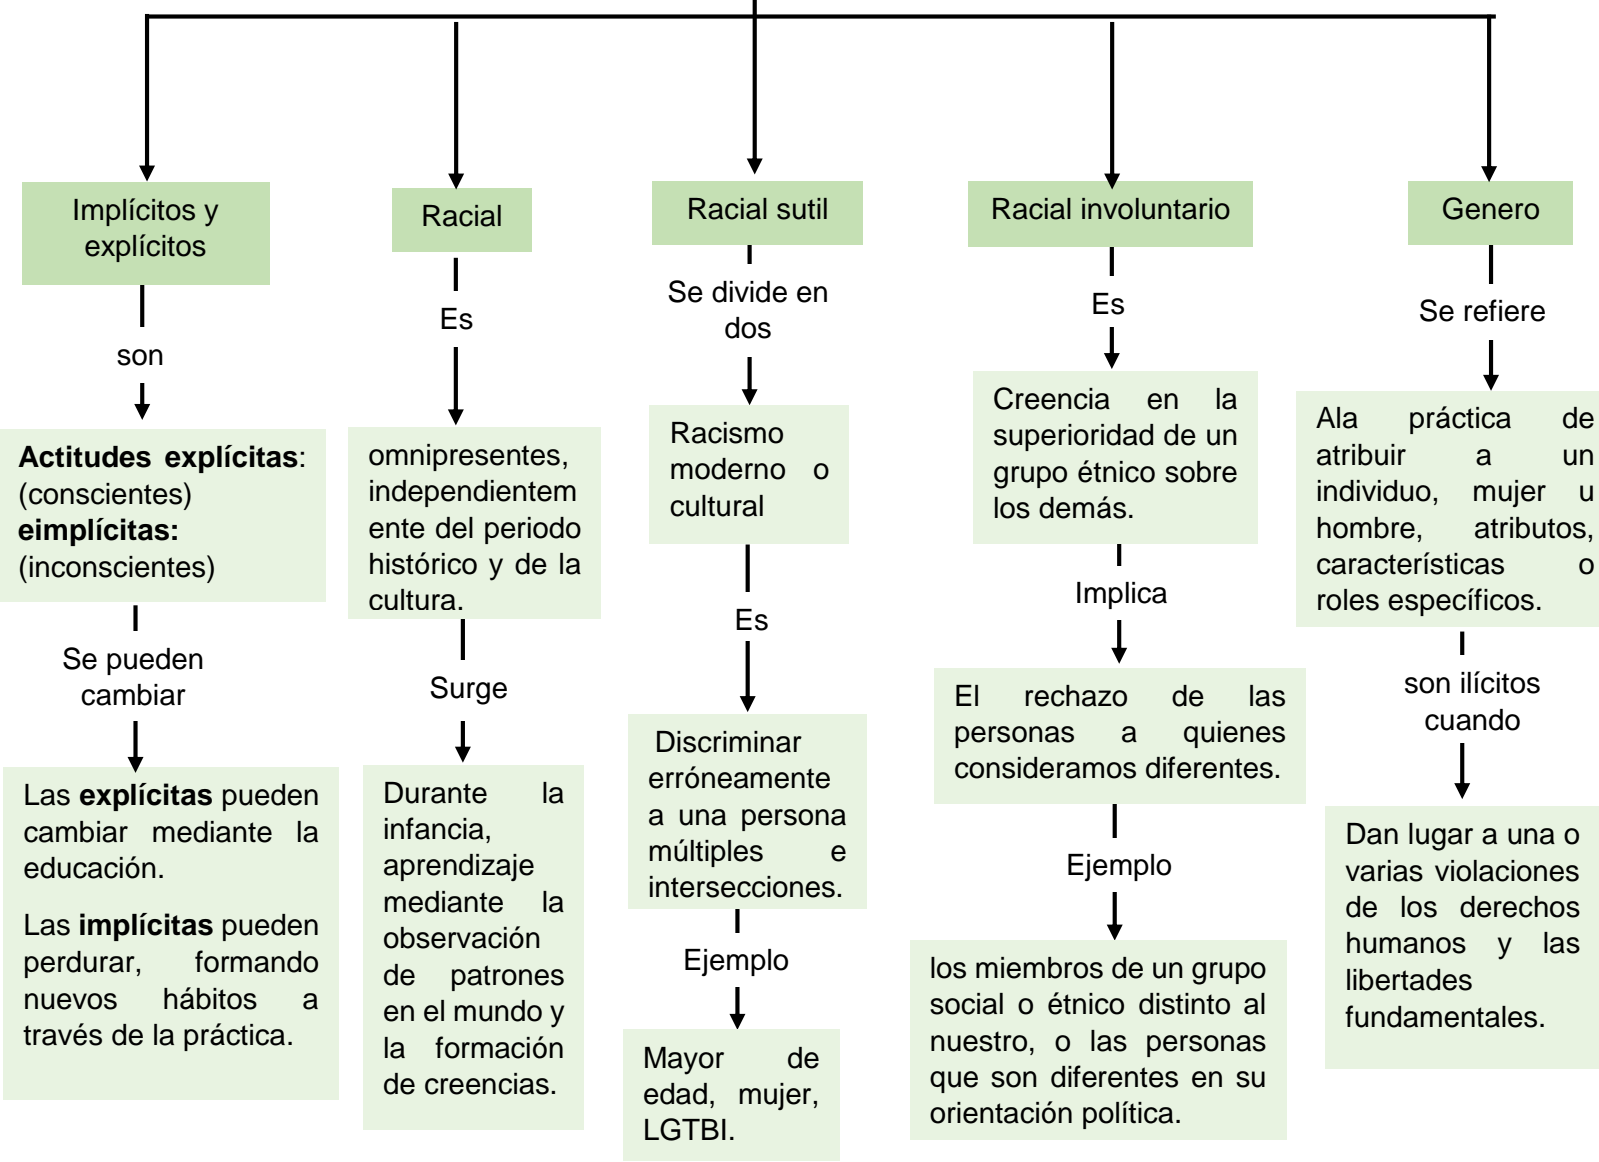 Implícitos y
explícitos
son
Actitudes explícitas:
(conscientes)
eimplícitas:
(inconscientes)
Se pueden
cambiar
Las explícitas pueden
cambiar mediante la
educación.
Las implícitas pueden
perdurar, formando
nuevos hábitos a
través de la práctica.
Racial
Es
omnipresentes,
independientem
ente del periodo
histórico y de la
cultura.
Surge
Durante la
infancia,
aprendizaje
mediante la
observación
de patrones
en el mundo y
la formación
de creencias.
Racial sutil
Se divide en
dos
Racismo
moderno o
cultural
Es
Discriminar
erróneamente
a una persona
múltiples e
intersecciones.
Ejemplo
Mayor de
edad, mujer,
LGTBI.
Racial involuntario
Es
Creencia en la
superioridad de un
grupo étnico sobre
los demás.
Implica
El rechazo de las
personas a quienes
consideramos diferentes.
Ejemplo
los miembros de un grupo
social o étnico distinto al
nuestro, o las personas
que son diferentes en su
orientación política.
Genero
Se refiere
Ala práctica de
atribuir a un
individuo, mujer u
hombre, atributos,
características o
roles específicos.
son ilícitos
cuando
Dan lugar a una o
varias violaciones
de los derechos
humanos y las
libertades
fundamentales.